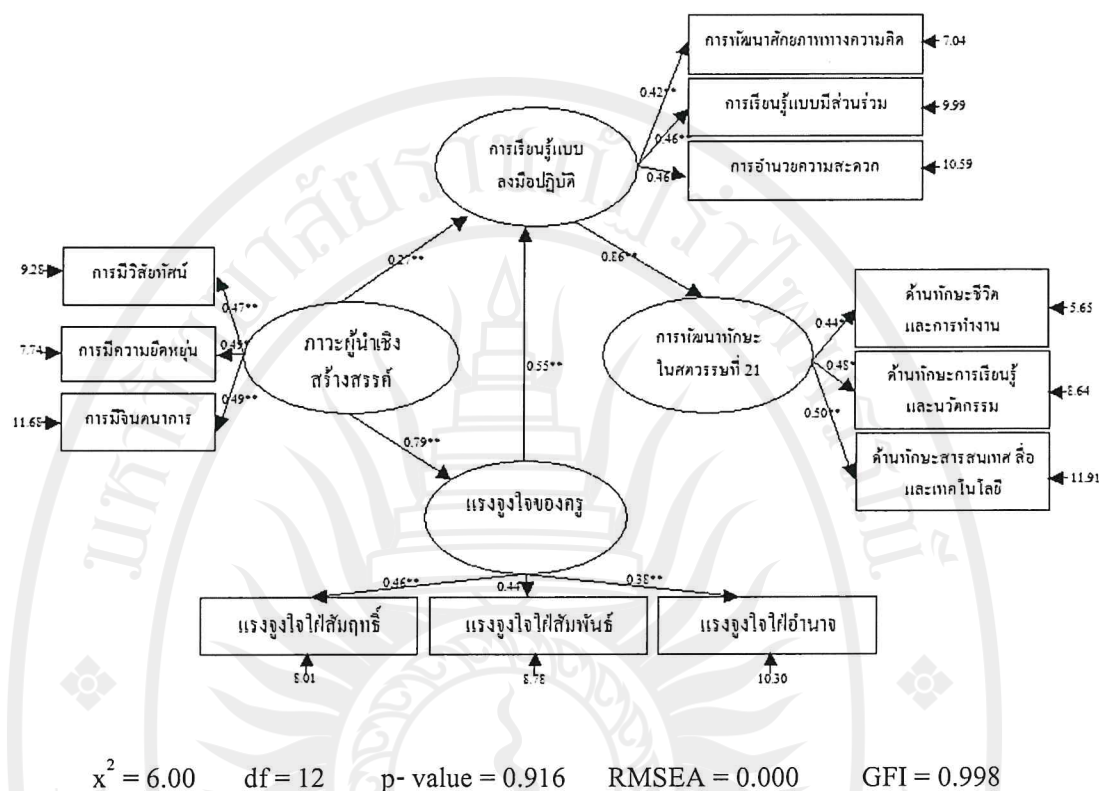 การพัฒนาศักยภาพทางความคิด
7.04
0.42**
การเรียนรู้แบบมีส่วนร่วม
9.99
0.46**
การอำนวยความสะดวก
10.59
0.46
การเรียนรู้แบบ
ลงมือปฏิบัติ
0.27**
0.86**
0.55**
9.28
การมีวิสัยทัศน์
0.47**
7.74
การมีความยืดหยุ่น
11.68
การมีจินตนาการ
0.49**
ภาวะผู้นำเชิง
สร้างสรรค์
0.79**
การพัฒนาทักษะ
ในศตวรรษที่ 21
ด้านทักษะชีวิต
และการทำงาน
5.65
0.44*
ด้านทักษะการเรียนรู้
และนวัตกรรม
8.64
0.48*
ด้านทักษะสารสนเทศ สื่อ
และเทคโนโลยี
11.91
0.50**
แรงจูงใจของครู
0.46**
0.44
0.38**
แรงจูงใจใฝ่สัมฤทธิ์
แรงจูงใจใฝ่สัมพันธ์
แรงจูงใจใฝ่อำนาจ
8.01
8.78
10.30
x² = 6.00 df = 12 p- value = 0.916 RMSEA = 0.000 GFI = 0.998